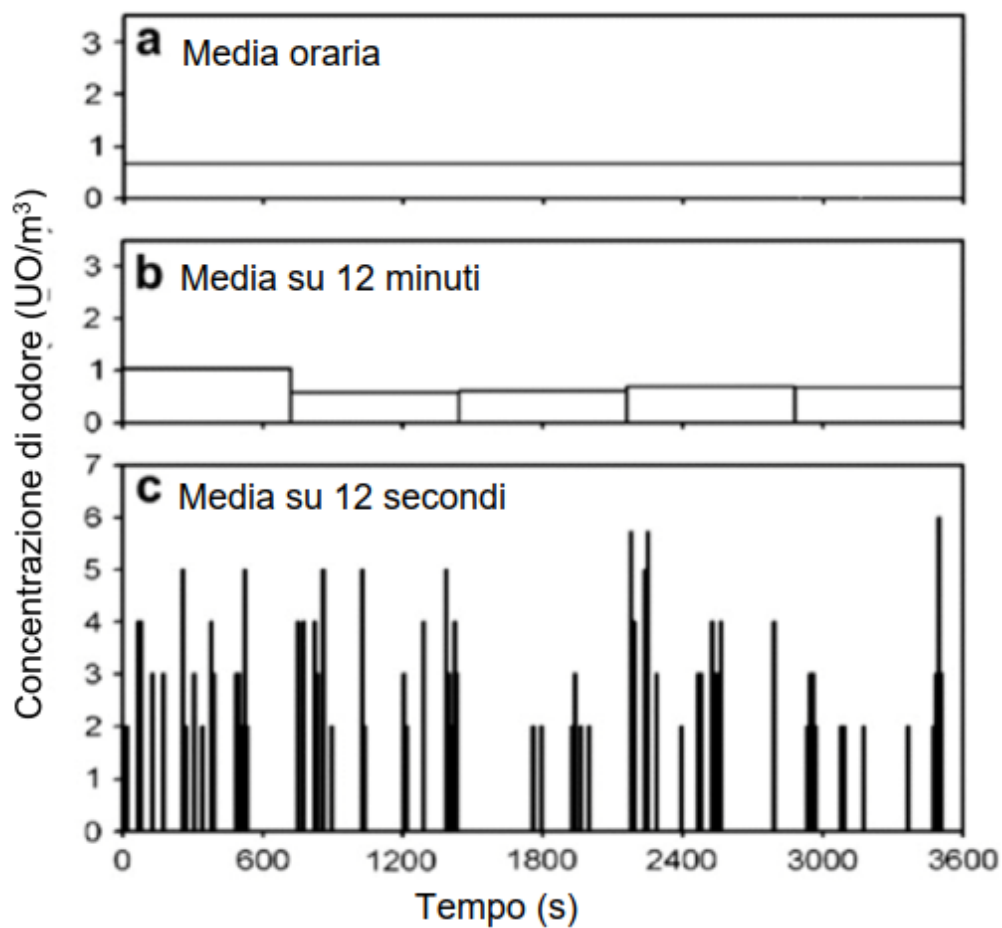 a Media oraria
3
2
1
0
b Media su 12 minuti
3
2
1
0
c Media su 12 secondi
7
6
5
4
3
2
1
0
0 600 1200 1800 2400 3000 3600
Tempo (s)
Concentrazione di odore (UO/m³)